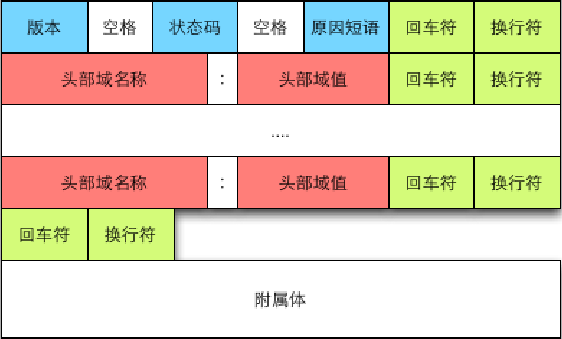 版本 空格 状态码 空格 原因短语 回车符 换行符
头部域名称 : 头部域值 回车符 换行符
....
头部域名称 : 头部域值 回车符 换行符
回车符 换行符
附属体